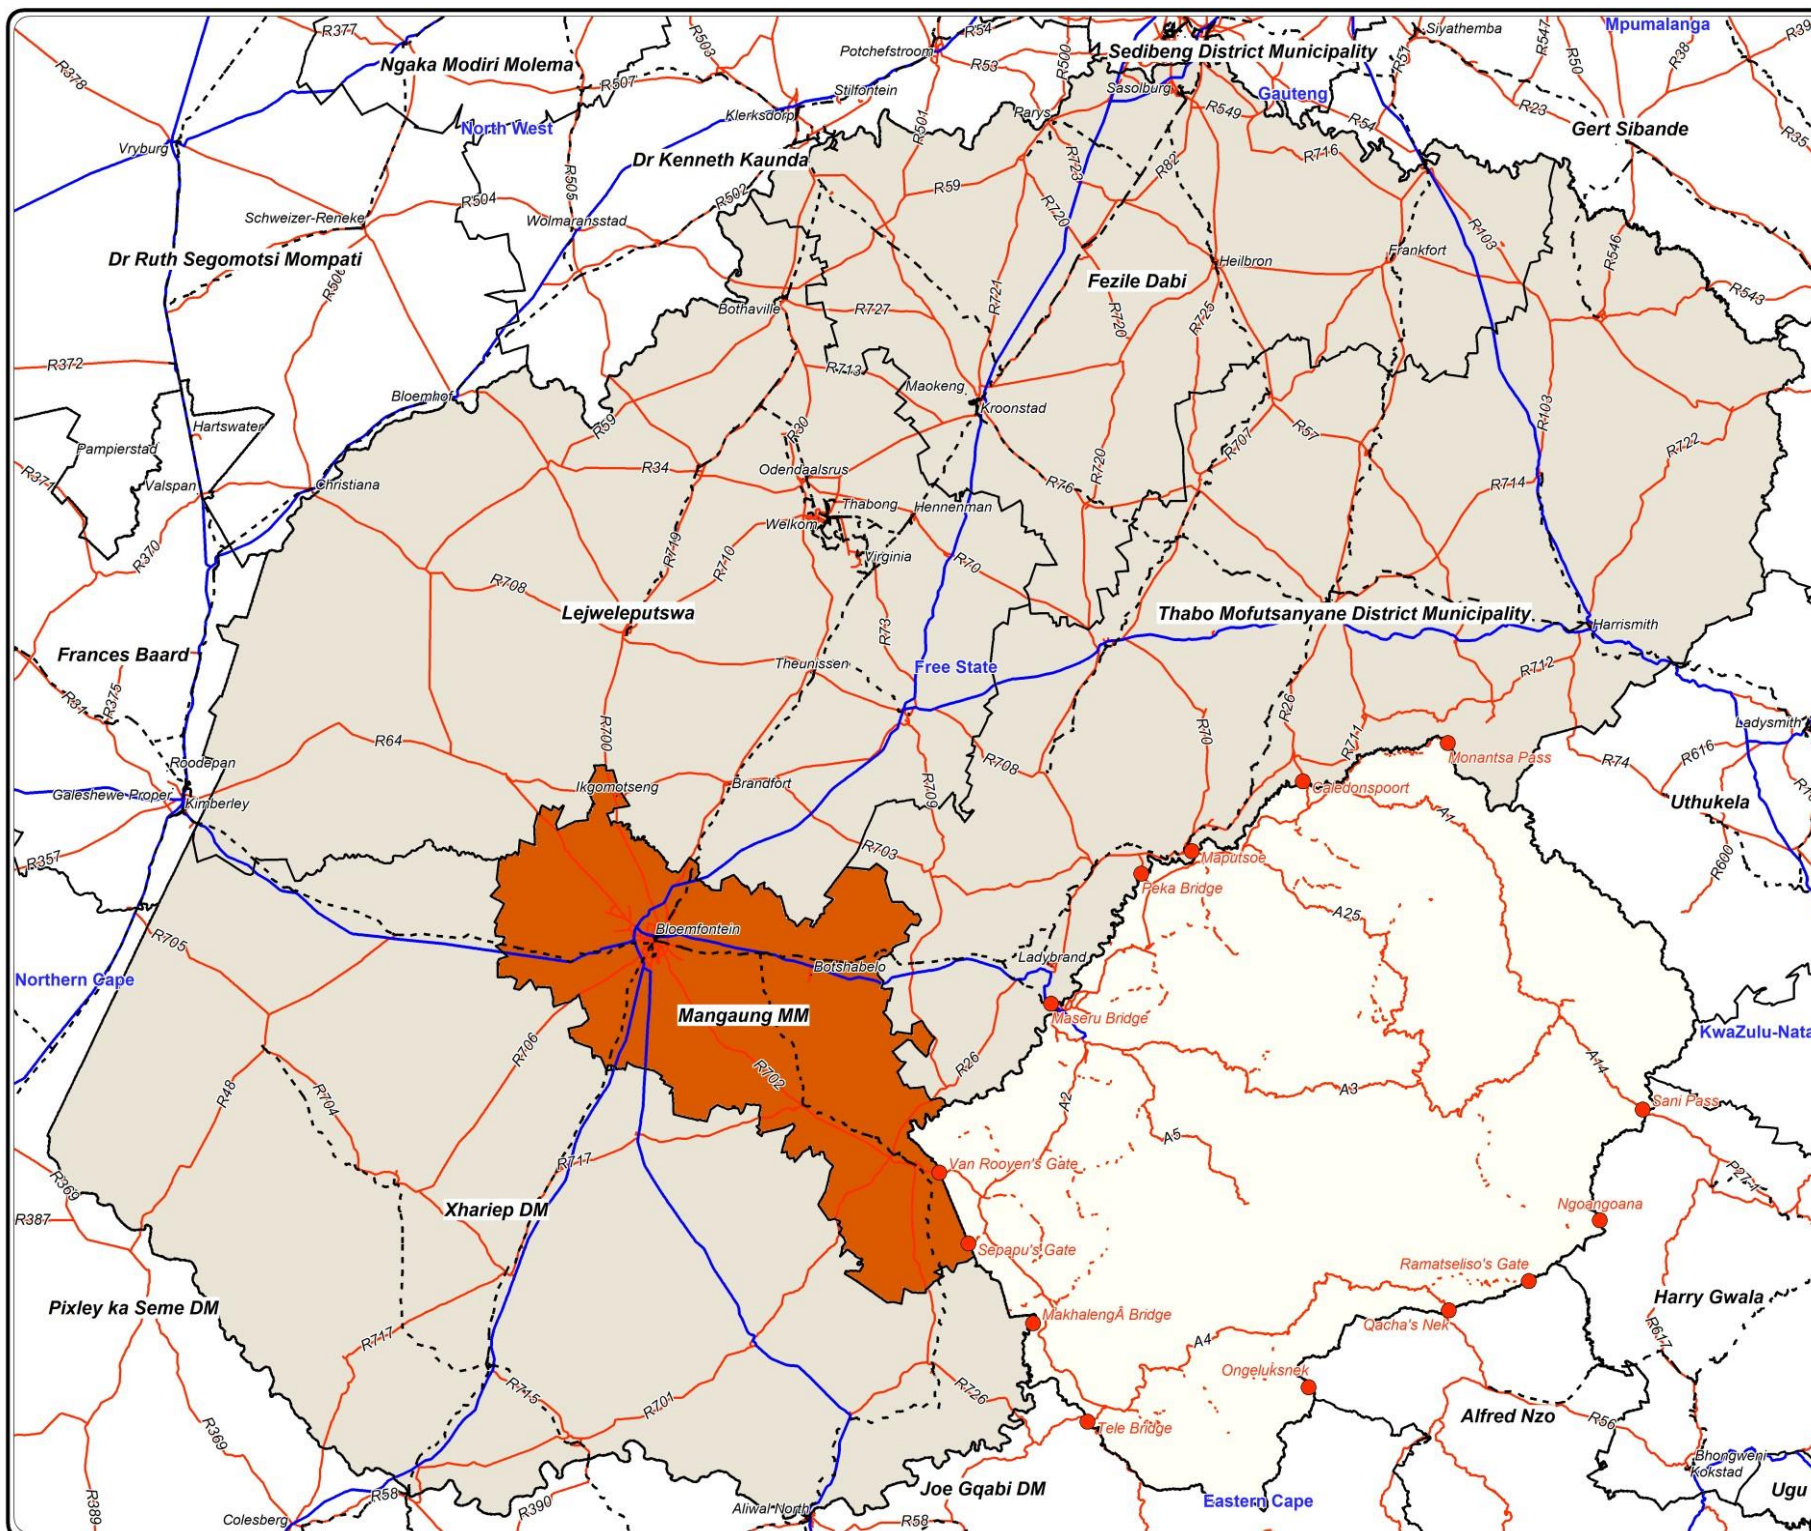 R377
R503
R54
Siyathemba
Mpumalanga
R378
Ngaka Modiri Molema
Potchefstroom
R53
R500
Sedibeng District Municipality
R51
R547
R50
R38
R507
Stilfontein
Sasolburg
R549
Gauteng
R23
North West
Klerksdorp
R501
Parys
R54
Gert Sibande
R35
Vryburg
Dr Kenneth Kaunda
R723
R82
R716
R504
R505
R502
R59
Schweizer-Reneke
Wolmaransstad
R720
R103
Dr Ruth Segomotsi Mompati
Heilbron
Frankfort
R546
R721
Fezile Dabi
R543
Bothaville
R727
R720
R725
R372
R713
Maokeng
Bloemhof
Kroonstad
Hartswater
R59
R30
R707
R57
R103
R722
Pampierstad
R371
Valspan
Christiana
R34
Odendaalsrus
R76
R720
R714
Thabong
Hennenman
Welkom
R370
R719
R710
Virginia
R70
R708
Lejweleputswa
R73
Thabo Mofutsanyane District Municipality
Harrismith
Frances Baard
Theunissen
Free State
R712
R375
R31
R26
R64
R700
R70
R711
Ladysmith
Roodepan
R708
Monantsa Pass
R74
R616
Galeshewe Proper
Kimberley
Ikgomotseng
Brandfort
R709
Caledonspoort
A1
Uthukela
R357
R703
Maputsoe
R600
Peka Bridge
A25
R705
Bloemfontein
Northern Cape
Botshabelo
Ladybrand
Mangaung MM
Maseru Bridge
KwaZulu-Nata
R706
R702
R26
A14
R48
R704
A2
A3
Sani Pass
A5
R717
Van Rooyen's Gate
P27-1
R369
R387
Xhariep DM
Ngoangoana
Sepapu's Gate
Ramatseliso's Gate
Pixley ka Seme DM
MakhalengÂ Bridge
Harry Gwala
R717
Qacha's Nek
R617
A4
Ongeluksnek
R715
R701
R726
Alfred Nzo
R369
Tele Bridge
R56
Bhongweni
Kokstad
R389
R58
R390
Joe Gqabi DM
Eastern Cape
Ugu
Colesberg
Aliwal North
R58